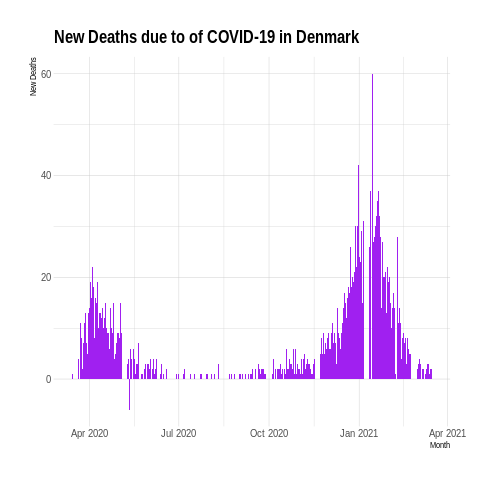 New Deaths due to of COVID-19 in Denmark
New Deaths
60
40
20
0
Apr 2020
Jul 2020
Oct 2020
Jan 2021
Apr 2021
Month